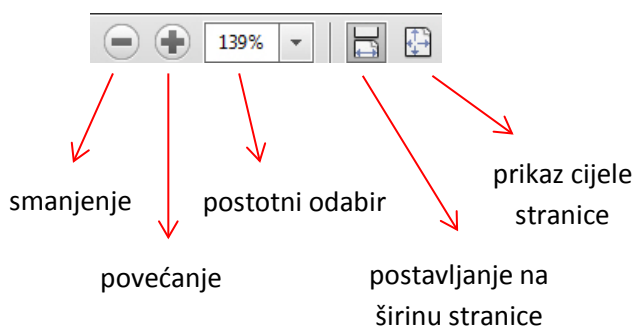 139%
smanjenje
postotni odabir
prikaz cijele
stranice
povećanje
postavljanje na
širinu stranice